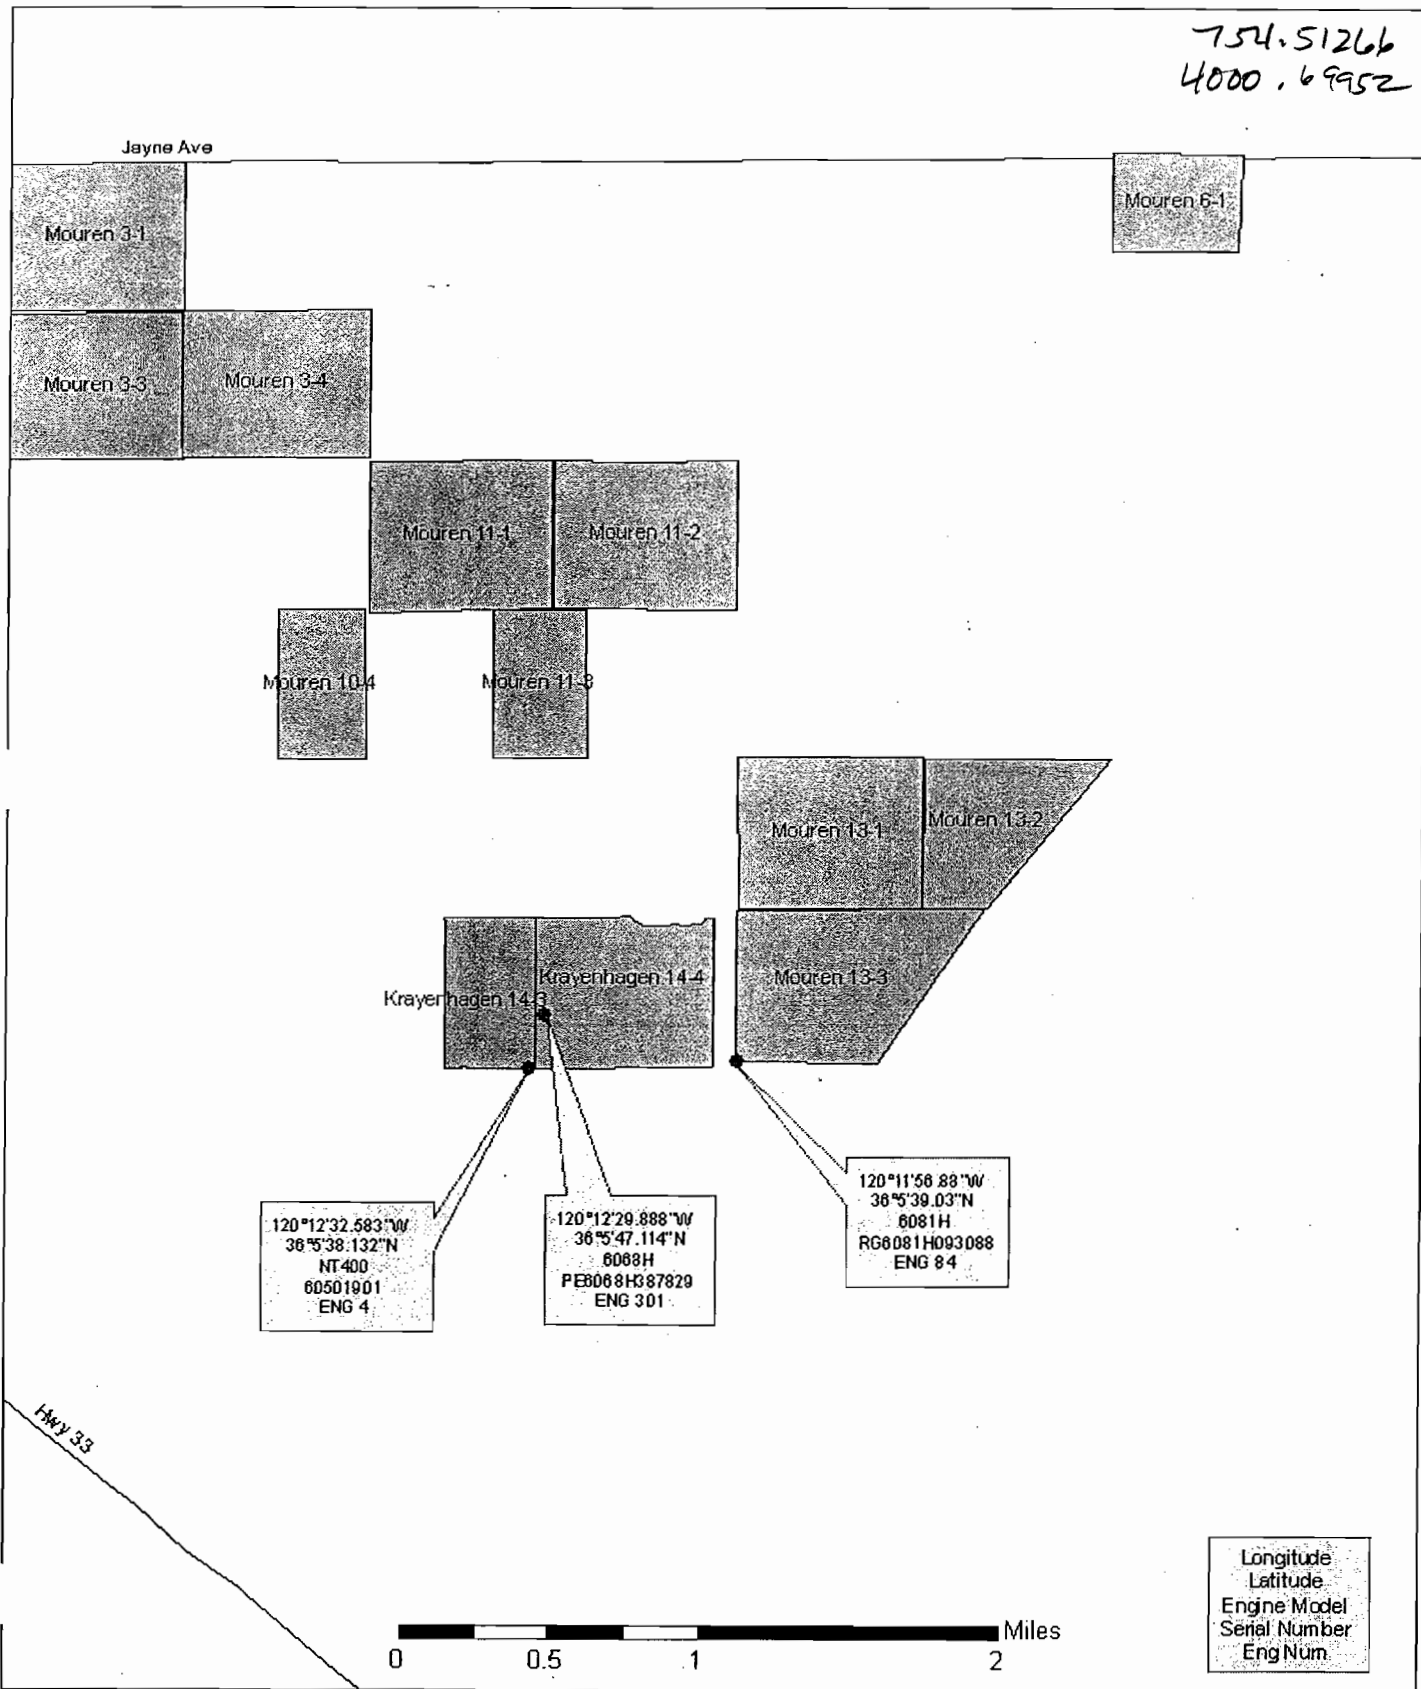 754.51266
4000.69952
Jayne Ave
Mouren 6-1
Mouren 3-1
Mouren 3-3
Mouren 3-4
Mouren 11-1
Mouren 11-2
Mouren 10-4
Mouren 11-3
Mouren 13-1
Mouren 13-2
Krayenhagen 14-3
Krayenhagen 14-4
Mouren 13-3
120°12'32.583"W
36°5'38.132"N
NT400
60501901
ENG 4
120°12'29.888"W
36°5'47.114"N
6068H
PE6068H387829
ENG 301
120°11'56.88"W
36°5'39.03"N
6081H
RG6081H093088
ENG 84
Hwy 33
Longitude
Latitude
Engine Model
Serial Number
Eng Num
Miles
0 0.5 1 2